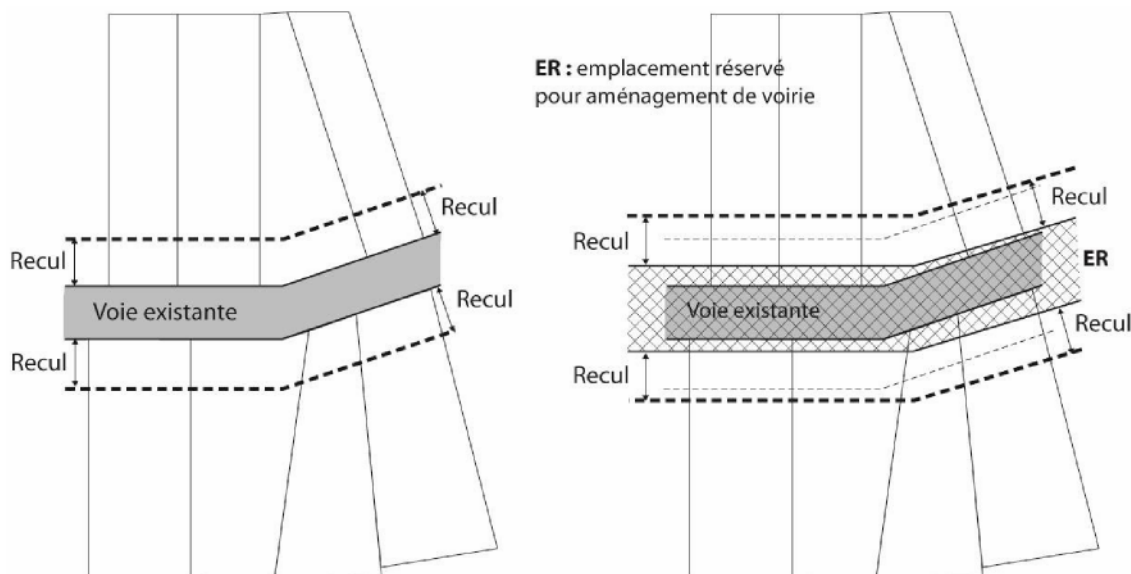 ER : emplacement réservé
pour aménagement de voirie
Recul
Recul
Voie existante
Recul
Recul
Recul
Recul
ER
Voie existante
Recul
Recul